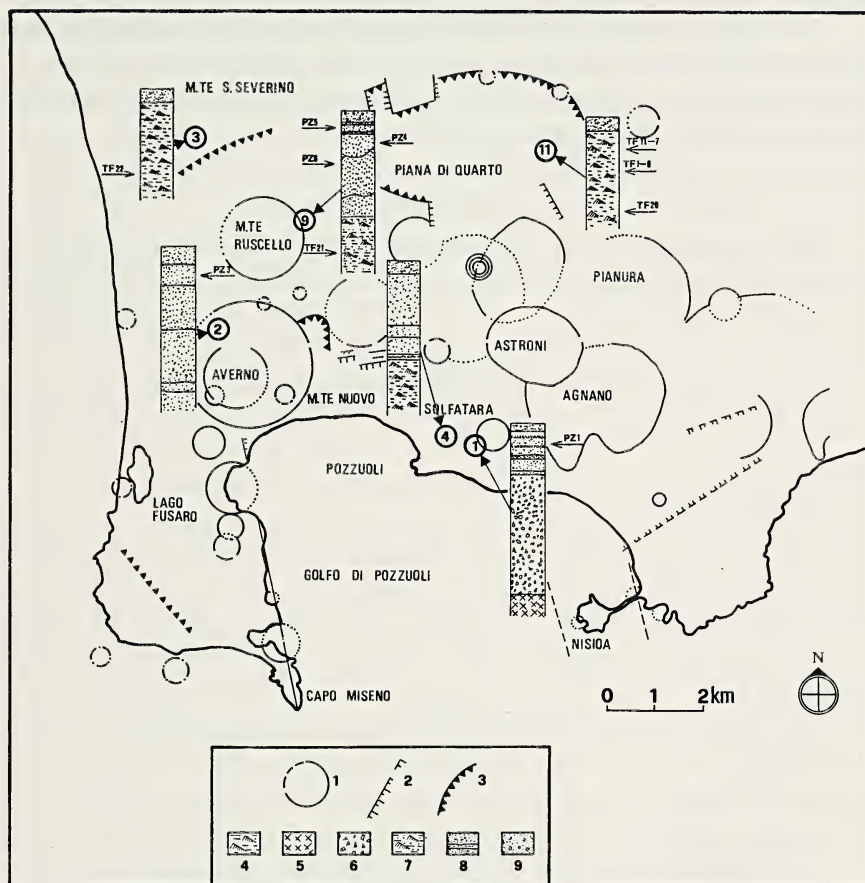 M.TE S. SEVERINO
3
TF22
PZ5
PZ4
PZ8
9
TF21
PIANA DI QUARTO
11
TF11-7
TF1-8
TF20
M.TE
RUSCELLO
PZ3
2
AVERNO
M.TE NUOVO
PIANURA
ASTRONI
AGNANO
SOLFATARA
4
1
PZ1
POZZUOLI
LAGO
FUSARO
GOLFO DI POZZUOLI
NISIDA
CAPO MISENO
0 1 2km
N
1 2 3
4 5 6 7 8 9